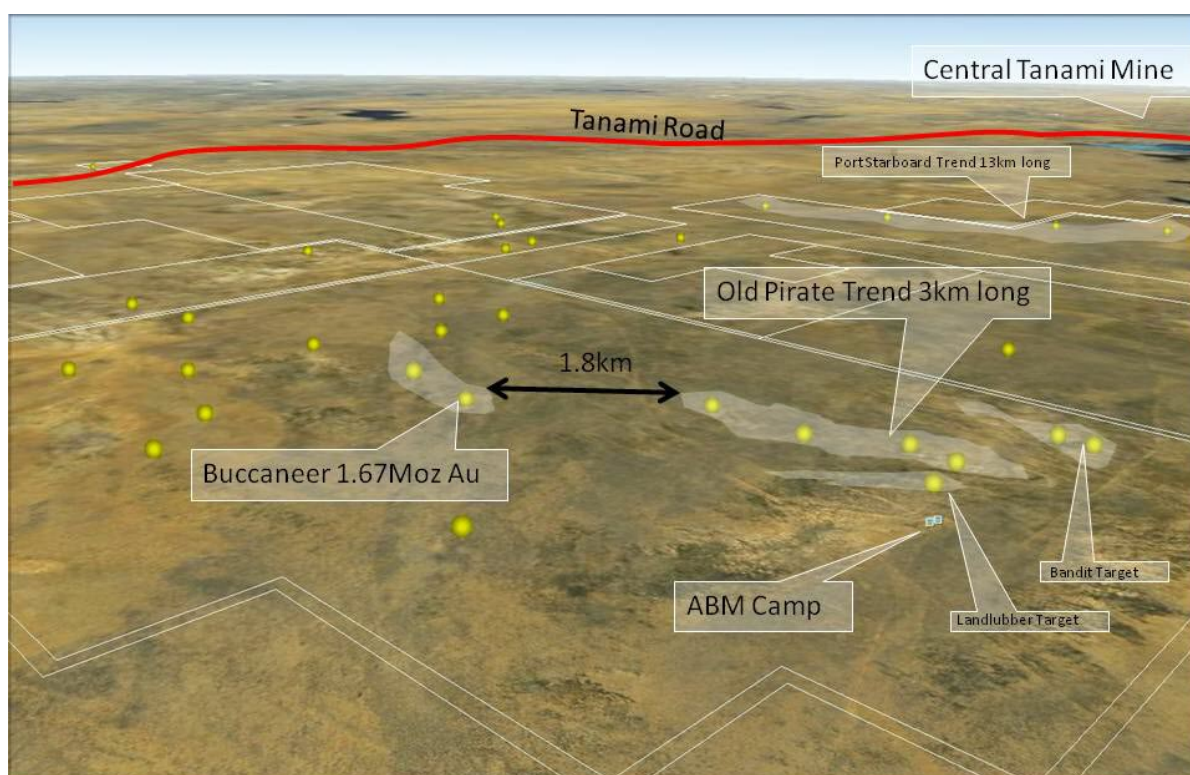 Central Tanami Mine
Tanami Road
PortStarboard Trend 13km long
Old Pirate Trend 3km long
1.8km
Buccaneer 1.67Moz Au
Bandit Target
ABM Camp
Landlubber Target